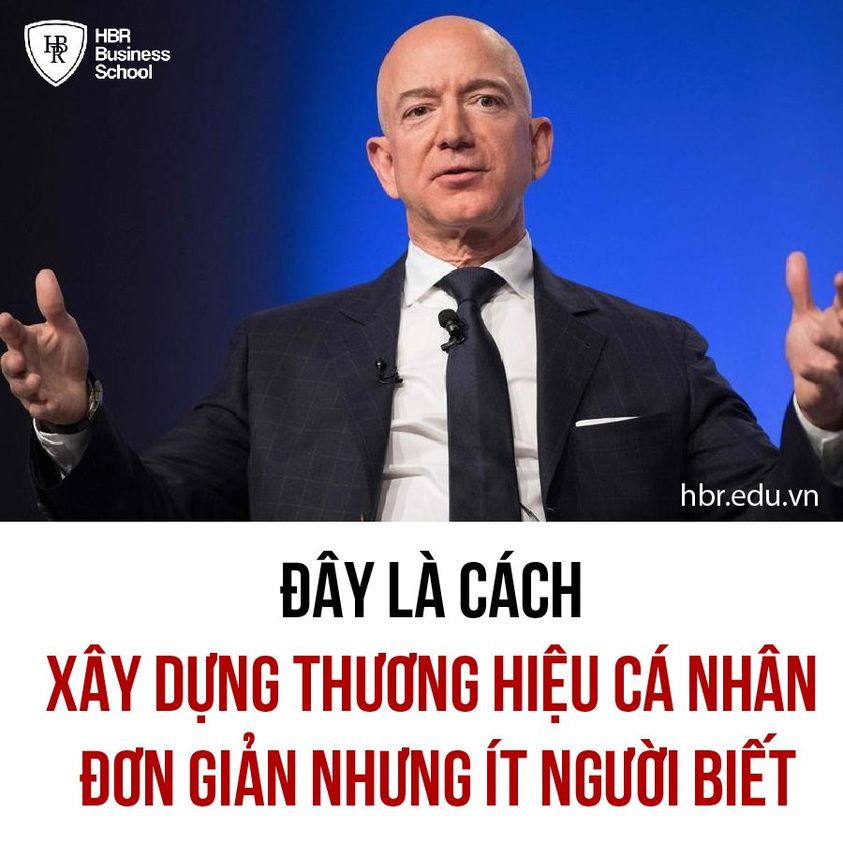 HBR
Business
School
HBR
hbr.edu.vn
ĐÂY LÀ CÁCH
XÂY DỰNG THƯƠNG HIỆU CÁ NHÂN
ĐƠN GIẢN NHƯNG ÍT NGƯỜI BIẾT